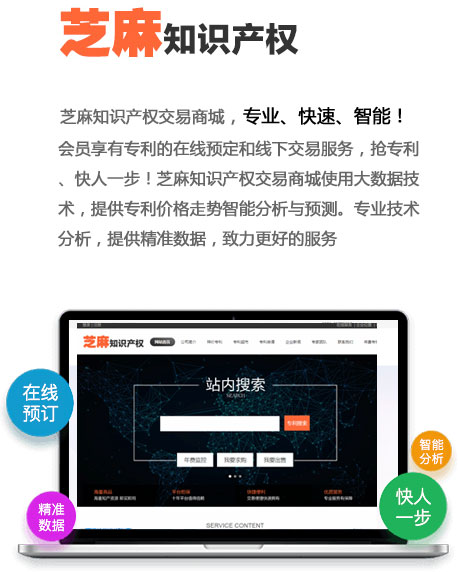 芝麻知识产权
芝麻知识产权交易商城，专业、快速、智能！
会员享有专利的在线预定和线下交易服务，抢专利
、快人一步！芝麻知识产权交易商城使用大数据技
术，提供专利价格走势智能分析与预测。专业技术
分析，提供精准数据，致力更好的服务
芝麻知识产权
网站首页
站内搜索
SEARCH
专利搜索
年费监控 我要求购 我要出售
SERVICE CONTENT
在线
预订
智能
分析
精准
数据
快人
一步